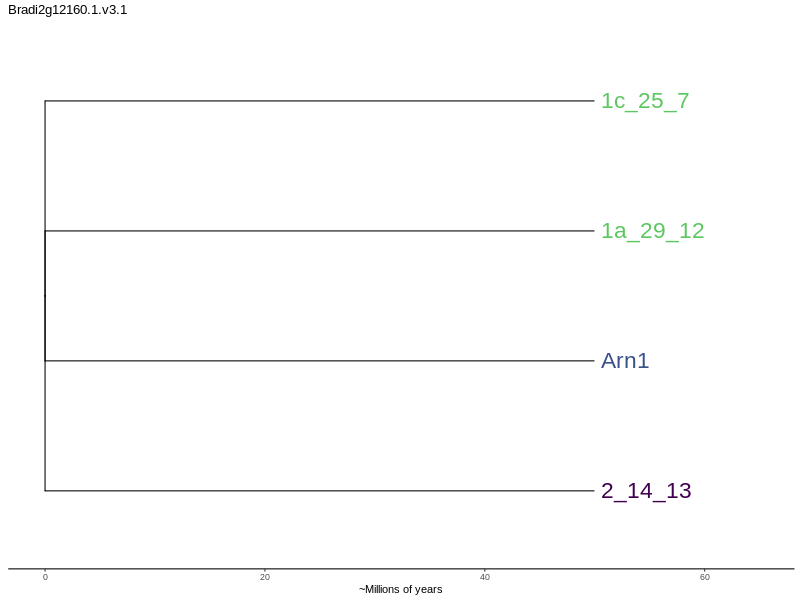 Bradi2g12160.1.v3.1
1c_25_7
1a_29_12
Arn1
2_14_13
0 20 40 60
~Millions of years